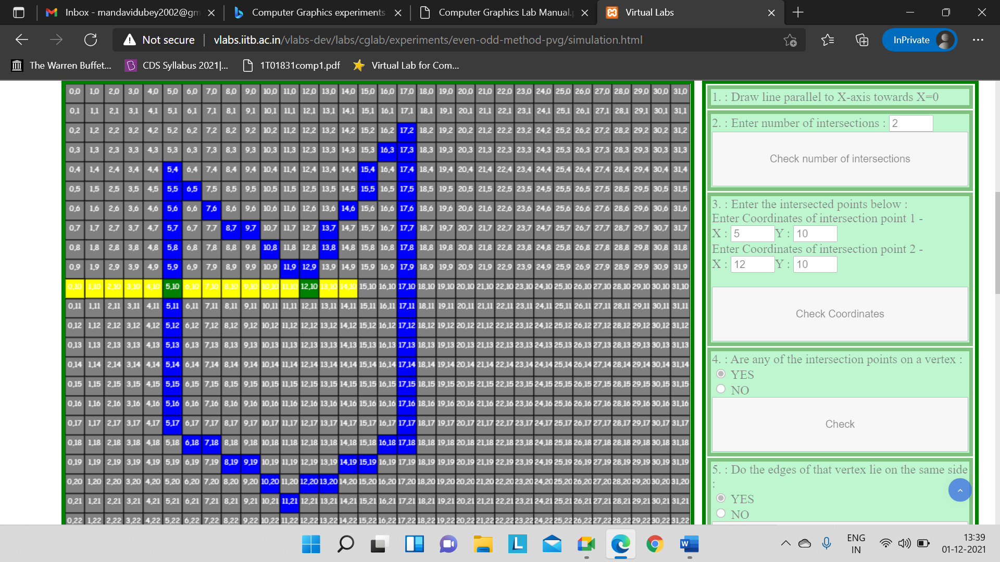 Inbox - mandavidubey2002@gm
Computer Graphics experiments
Computer Graphics Lab Manual.
Virtual Labs
Not secure
vlabs.iitb.ac.in/vlabs-dev/labs/cglab/experiments/even-odd-method-pvg/simulation.html
InPrivate
The Warren Buffet...
CDS Syllabus 2021|...
1T01831comp1.pdf
Virtual Lab for Com...
0,0 1,0 2,0 3,0 4,0 5,0 6,0 7,0 8,0 9,0 10,0 11,0 12,0 13,0 14,0 15,0 16,0 17,0 18,0 19,0 20,0 21,0 22,0 23,0 24,0 25,0 26,0 27,0 28,0 29,0 30,0 31,0
0,1 1,1 2,1 3,1 4,1 5,1 6,1 7,1 8,1 9,1 10,1 11,1 12,1 13,1 14,1 15,1 16,1 17,1 18,1 19,1 20,1 21,1 22,1 23,1 24,1 25,1 26,1 27,1 28,1 29,1 30,1 31,1
0,2 1,2 2,2 3,2 4,2 5,2 6,2 7,2 8,2 9,2 10,2 11,2 12,2 13,2 14,2 15,2 16,2 17,2 18,2 19,2 20,2 21,2 22,2 23,2 24,2 25,2 26,2 27,2 28,2 29,2 30,2 31,2
0,3 1,3 2,3 3,3 4,3 5,3 6,3 7,3 8,3 9,3 10,3 11,3 12,3 13,3 14,3 15,3 16,3 17,3 18,3 19,3 20,3 21,3 22,3 23,3 24,3 25,3 26,3 27,3 28,3 29,3 30,3 31,3
0,4 1,4 2,4 3,4 4,4 5,4 6,4 7,4 8,4 9,4 10,4 11,4 12,4 13,4 14,4 15,4 16,4 17,4 18,4 19,4 20,4 21,4 22,4 23,4 24,4 25,4 26,4 27,4 28,4 29,4 30,4 31,4
0,5 1,5 2,5 3,5 4,5 5,5 6,5 7,5 8,5 9,5 10,5 11,5 12,5 13,5 14,5 15,5 16,5 17,5 18,5 19,5 20,5 21,5 22,5 23,5 24,5 25,5 26,5 27,5 28,5 29,5 30,5 31,5
0,6 1,6 2,6 3,6 4,6 5,6 6,6 7,6 8,6 9,6 10,6 11,6 12,6 13,6 14,6 15,6 16,6 17,6 18,6 19,6 20,6 21,6 22,6 23,6 24,6 25,6 26,6 27,6 28,6 29,6 30,6 31,6
0,7 1,7 2,7 3,7 4,7 5,7 6,7 7,7 8,7 9,7 10,7 11,7 12,7 13,7 14,7 15,7 16,7 17,7 18,7 19,7 20,7 21,7 22,7 23,7 24,7 25,7 26,7 27,7 28,7 29,7 30,7 31,7
0,8 1,8 2,8 3,8 4,8 5,8 6,8 7,8 8,8 9,8 10,8 11,8 12,8 13,8 14,8 15,8 16,8 17,8 18,8 19,8 20,8 21,8 22,8 23,8 24,8 25,8 26,8 27,8 28,8 29,8 30,8 31,8
0,9 1,9 2,9 3,9 4,9 5,9 6,9 7,9 8,9 9,9 10,9 11,9 12,9 13,9 14,9 15,9 16,9 17,9 18,9 19,9 20,9 21,9 22,9 23,9 24,9 25,9 26,9 27,9 28,9 29,9 30,9 31,9
0,10 1,10 2,10 3,10 4,10 5,10 6,10 7,10 8,10 9,10 10,10 11,10 12,10 13,10 14,10 15,10 16,10 17,10 18,10 19,10 20,10 21,10 22,10 23,10 24,10 25,10 26,10 27,10 28,10 29,10 30,10 31,10
0,11 1,11 2,11 3,11 4,11 5,11 6,11 7,11 8,11 9,11 10,11 11,11 12,11 13,11 14,11 15,11 16,11 17,11 18,11 19,11 20,11 21,11 22,11 23,11 24,11 25,11 26,11 27,11 28,11 29,11 30,11 31,11
0,12 1,12 2,12 3,12 4,12 5,12 6,12 7,12 8,12 9,12 10,12 11,12 12,12 13,12 14,12 15,12 16,12 17,12 18,12 19,12 20,12 21,12 22,12 23,12 24,12 25,12 26,12 27,12 28,12 29,12 30,12 31,12
0,13 1,13 2,13 3,13 4,13 5,13 6,13 7,13 8,13 9,13 10,13 11,13 12,13 13,13 14,13 15,13 16,13 17,13 18,13 19,13 20,13 21,13 22,13 23,13 24,13 25,13 26,13 27,13 28,13 29,13 30,13 31,13
0,14 1,14 2,14 3,14 4,14 5,14 6,14 7,14 8,14 9,14 10,14 11,14 12,14 13,14 14,14 15,14 16,14 17,14 18,14 19,14 20,14 21,14 22,14 23,14 24,14 25,14 26,14 27,14 28,14 29,14 30,14 31,14
0,15 1,15 2,15 3,15 4,15 5,15 6,15 7,15 8,15 9,15 10,15 11,15 12,15 13,15 14,15 15,15 16,15 17,15 18,15 19,15 20,15 21,15 22,15 23,15 24,15 25,15 26,15 27,15 28,15 29,15 30,15 31,15
0,16 1,16 2,16 3,16 4,16 5,16 6,16 7,16 8,16 9,16 10,16 11,16 12,16 13,16 14,16 15,16 16,16 17,16 18,16 19,16 20,16 21,16 22,16 23,16 24,16 25,16 26,16 27,16 28,16 29,16 30,16 31,16
0,17 1,17 2,17 3,17 4,17 5,17 6,17 7,17 8,17 9,17 10,17 11,17 12,17 13,17 14,17 15,17 16,17 17,17 18,17 19,17 20,17 21,17 22,17 23,17 24,17 25,17 26,17 27,17 28,17 29,17 30,17 31,17
0,18 1,18 2,18 3,18 4,18 5,18 6,18 7,18 8,18 9,18 10,18 11,18 12,18 13,18 14,18 15,18 16,18 17,18 18,18 19,18 20,18 21,18 22,18 23,18 24,18 25,18 26,18 27,18 28,18 29,18 30,18 31,18
0,19 1,19 2,19 3,19 4,19 5,19 6,19 7,19 8,19 9,19 10,19 11,19 12,19 13,19 14,19 15,19 16,19 17,19 18,19 19,19 20,19 21,19 22,19 23,19 24,19 25,19 26,19 27,19 28,19 29,19 30,19 31,19
0,20 1,20 2,20 3,20 4,20 5,20 6,20 7,20 8,20 9,20 10,20 11,20 12,20 13,20 14,20 15,20 16,20 17,20 18,20 19,20 20,20 21,20 22,20 23,20 24,20 25,20 26,20 27,20 28,20 29,20 30,20 31,20
0,21 1,21 2,21 3,21 4,21 5,21 6,21 7,21 8,21 9,21 10,21 11,21 12,21 13,21 14,21 15,21 16,21 17,21 18,21 19,21 20,21 21,21 22,21 23,21 24,21 25,21 26,21 27,21 28,21 29,21 30,21 31,21
0,22 1,22 2,22 3,22 4,22 5,22 6,22 7,22 8,22 9,22 10,22 11,22 12,22 13,22 14,22 15,22 16,22 17,22 18,22 19,22 20,22 21,22 22,22 23,22 24,22 25,22 26,22 27,22 28,22 29,22 30,22 31,22
1. : Draw line parallel to X-axis towards X=0
2. : Enter number of intersections : 2
Check number of intersections
3. : Enter the intersected points below :
Enter Coordinates of intersection point 1 -
X : 5 Y : 10
Enter Coordinates of intersection point 2 -
X : 12 Y : 10
Check Coordinates
4. : Are any of the intersection points on a vertex :
YES
NO
Check
5. : Do the edges of that vertex lie on the same side
:
YES
NO
ENG
IN
13:39
01-12-2021